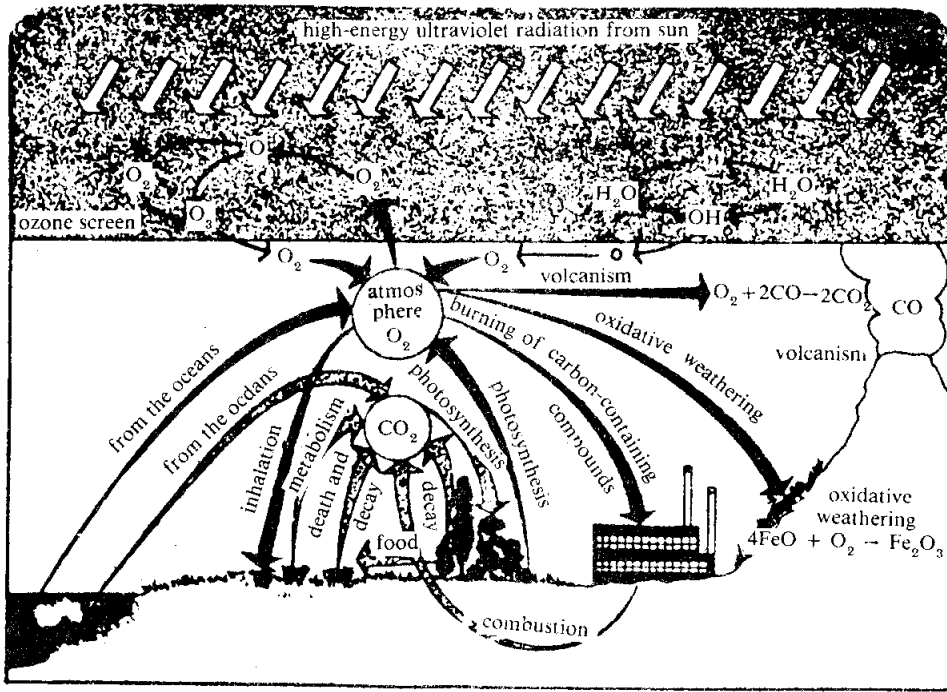 high-energy ultraviolet radiation from sun
O
O₂
O₂
H₂O
H₂O
O₃
OH
ozone screen
O₂
O₂
O
volcanism
O₂ + 2CO → 2CO₂
CO
atmos
phere
O₂
burning of carbon-containing
compounds
oxidative weathering
volcanism
from the oceans
from the ocdans
inhalation
metabolism
death and
decay
CO₂
decay
photosynthesis
photosynthesis
food
oxidative
weathering
4FeO + O₂ → Fe₂O₃
combustion